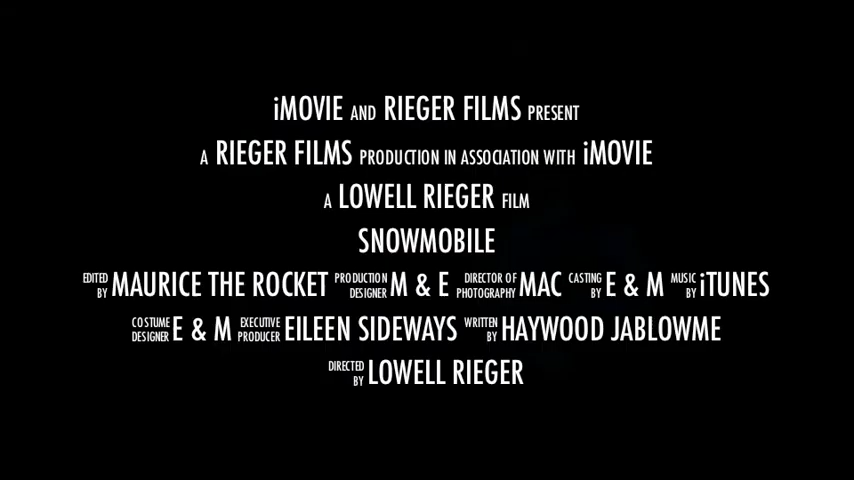 iMOVIE AND RIEGER FILMS PRESENT
A RIEGER FILMS PRODUCTION IN ASSOCIATION WITH iMOVIE
A LOWELL RIEGER FILM
SNOWMOBILE
EDITED BY MAURICE THE ROCKET PRODUCTION DESIGNER M & E DIRECTOR OF PHOTOGRAPHY MAC CASTING BY E & M MUSIC BY iTUNES
COSTUME DESIGNER E & M EXECUTIVE PRODUCER EILEEN SIDEWAYS WRITTEN BY HAYWOOD JABLOWME
DIRECTED BY LOWELL RIEGER